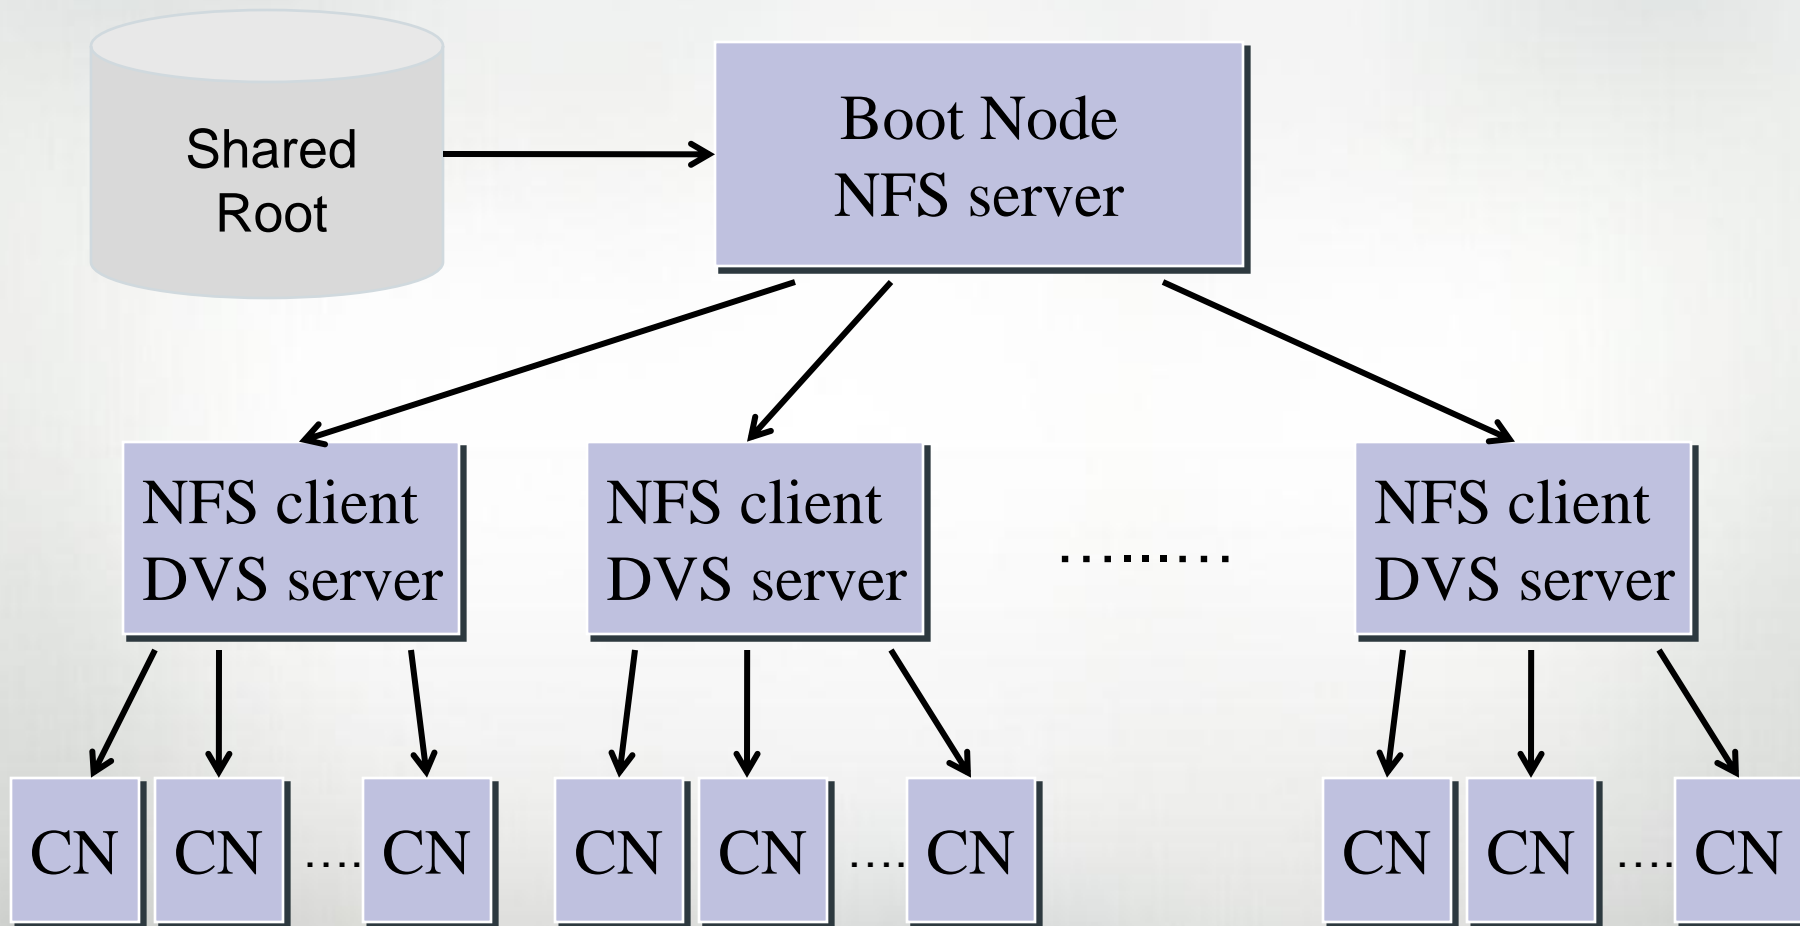 Shared
Root
Boot Node
NFS server
NFS client
DVS server
NFS client
DVS server
………
NFS client
DVS server
CN
CN
….
CN
CN
CN
….
CN
CN
CN
….
CN